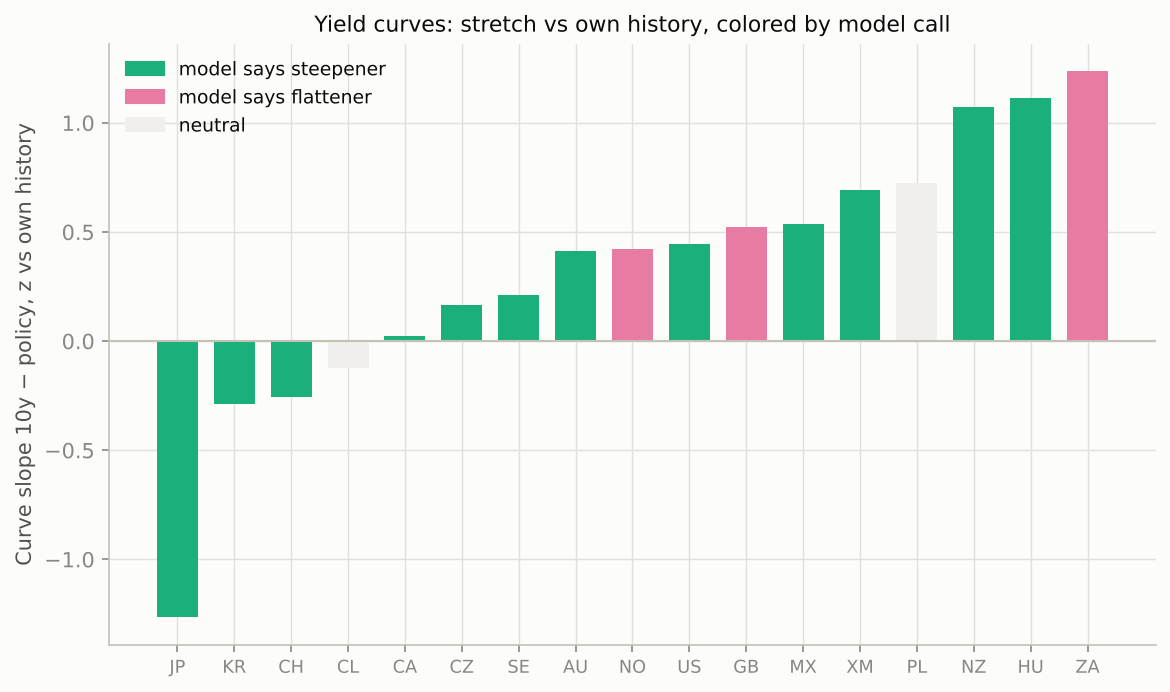 Yield curves: stretch vs own history, colored by model call
model says steepener
model says flattener
neutral
Curve slope 10y − policy, z vs own history
1.0
0.5
0.0
−0.5
−1.0
JP KR CH CL CA CZ SE AU NO US GB MX XM PL NZ HU ZA